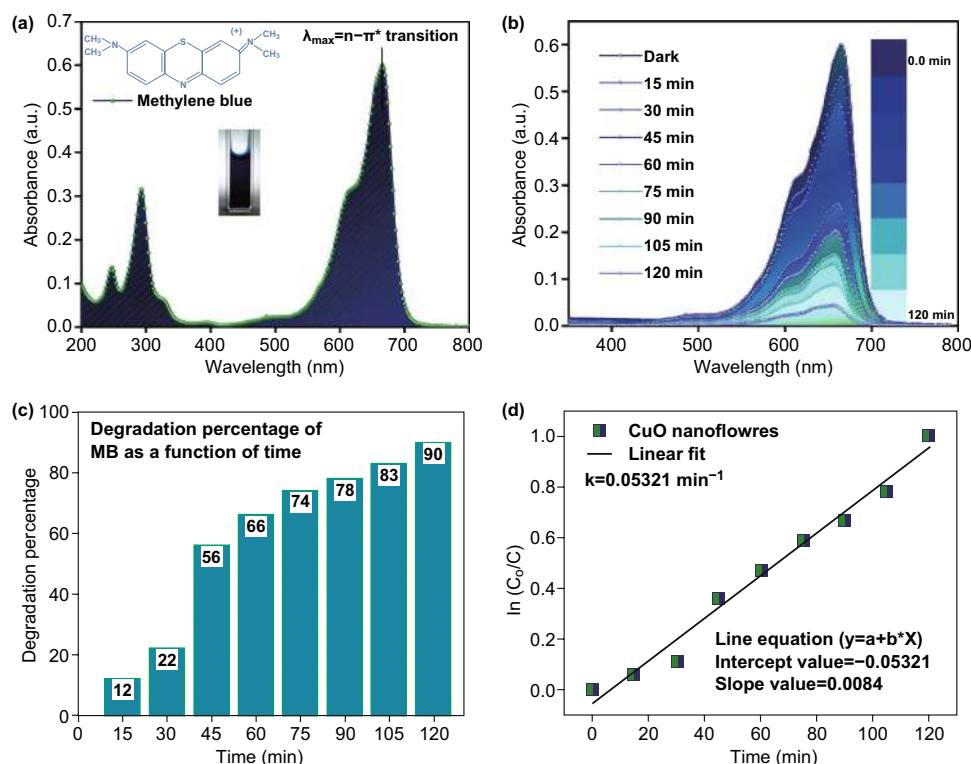 (a)
0.7
0.6
0.5
0.4
0.3
0.2
0.1
0.0
Absorbance (a.u.)
CH₃
H₃C
N
S
N
(+)
N
CH₃
CH₃
λmax=n−π* transition
Methylene blue
200 300 400 500 600 700 800
Wavelength (nm)
(b)
0.6
0.5
0.4
0.3
0.2
0.1
0.0
Absorbance (a.u.)
Dark
15 min
30 min
45 min
60 min
75 min
90 min
105 min
120 min
0.0 min
120 min
400 500 600 700 800
Wavelength (nm)
(c)
100
80
60
40
20
0
Degradation percentage
Degradation percentage of
MB as a function of time
12
22
56
66
74
78
83
90
0 15 30 45 60 75 90 105 120
Time (min)
(d)
1.0
0.8
0.6
0.4
0.2
0.0
ln (Co/C)
CuO nanoflowres
Linear fit
k=0.05321 min⁻¹
Line equation (y=a+b*X)
Intercept value=−0.05321
Slope value=0.0084
0 20 40 60 80 100 120
Time (min)